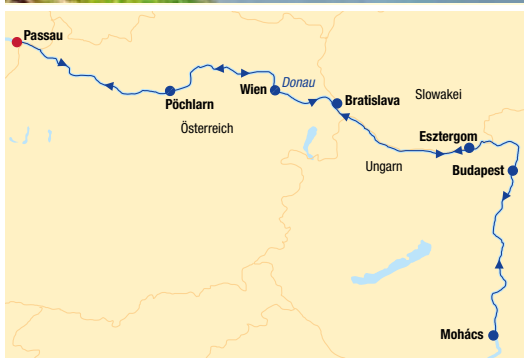 Passau
Pöchlarn
Wien
Donau
Bratislava
Slowakei
Österreich
Esztergom
Ungarn
Budapest
Mohács